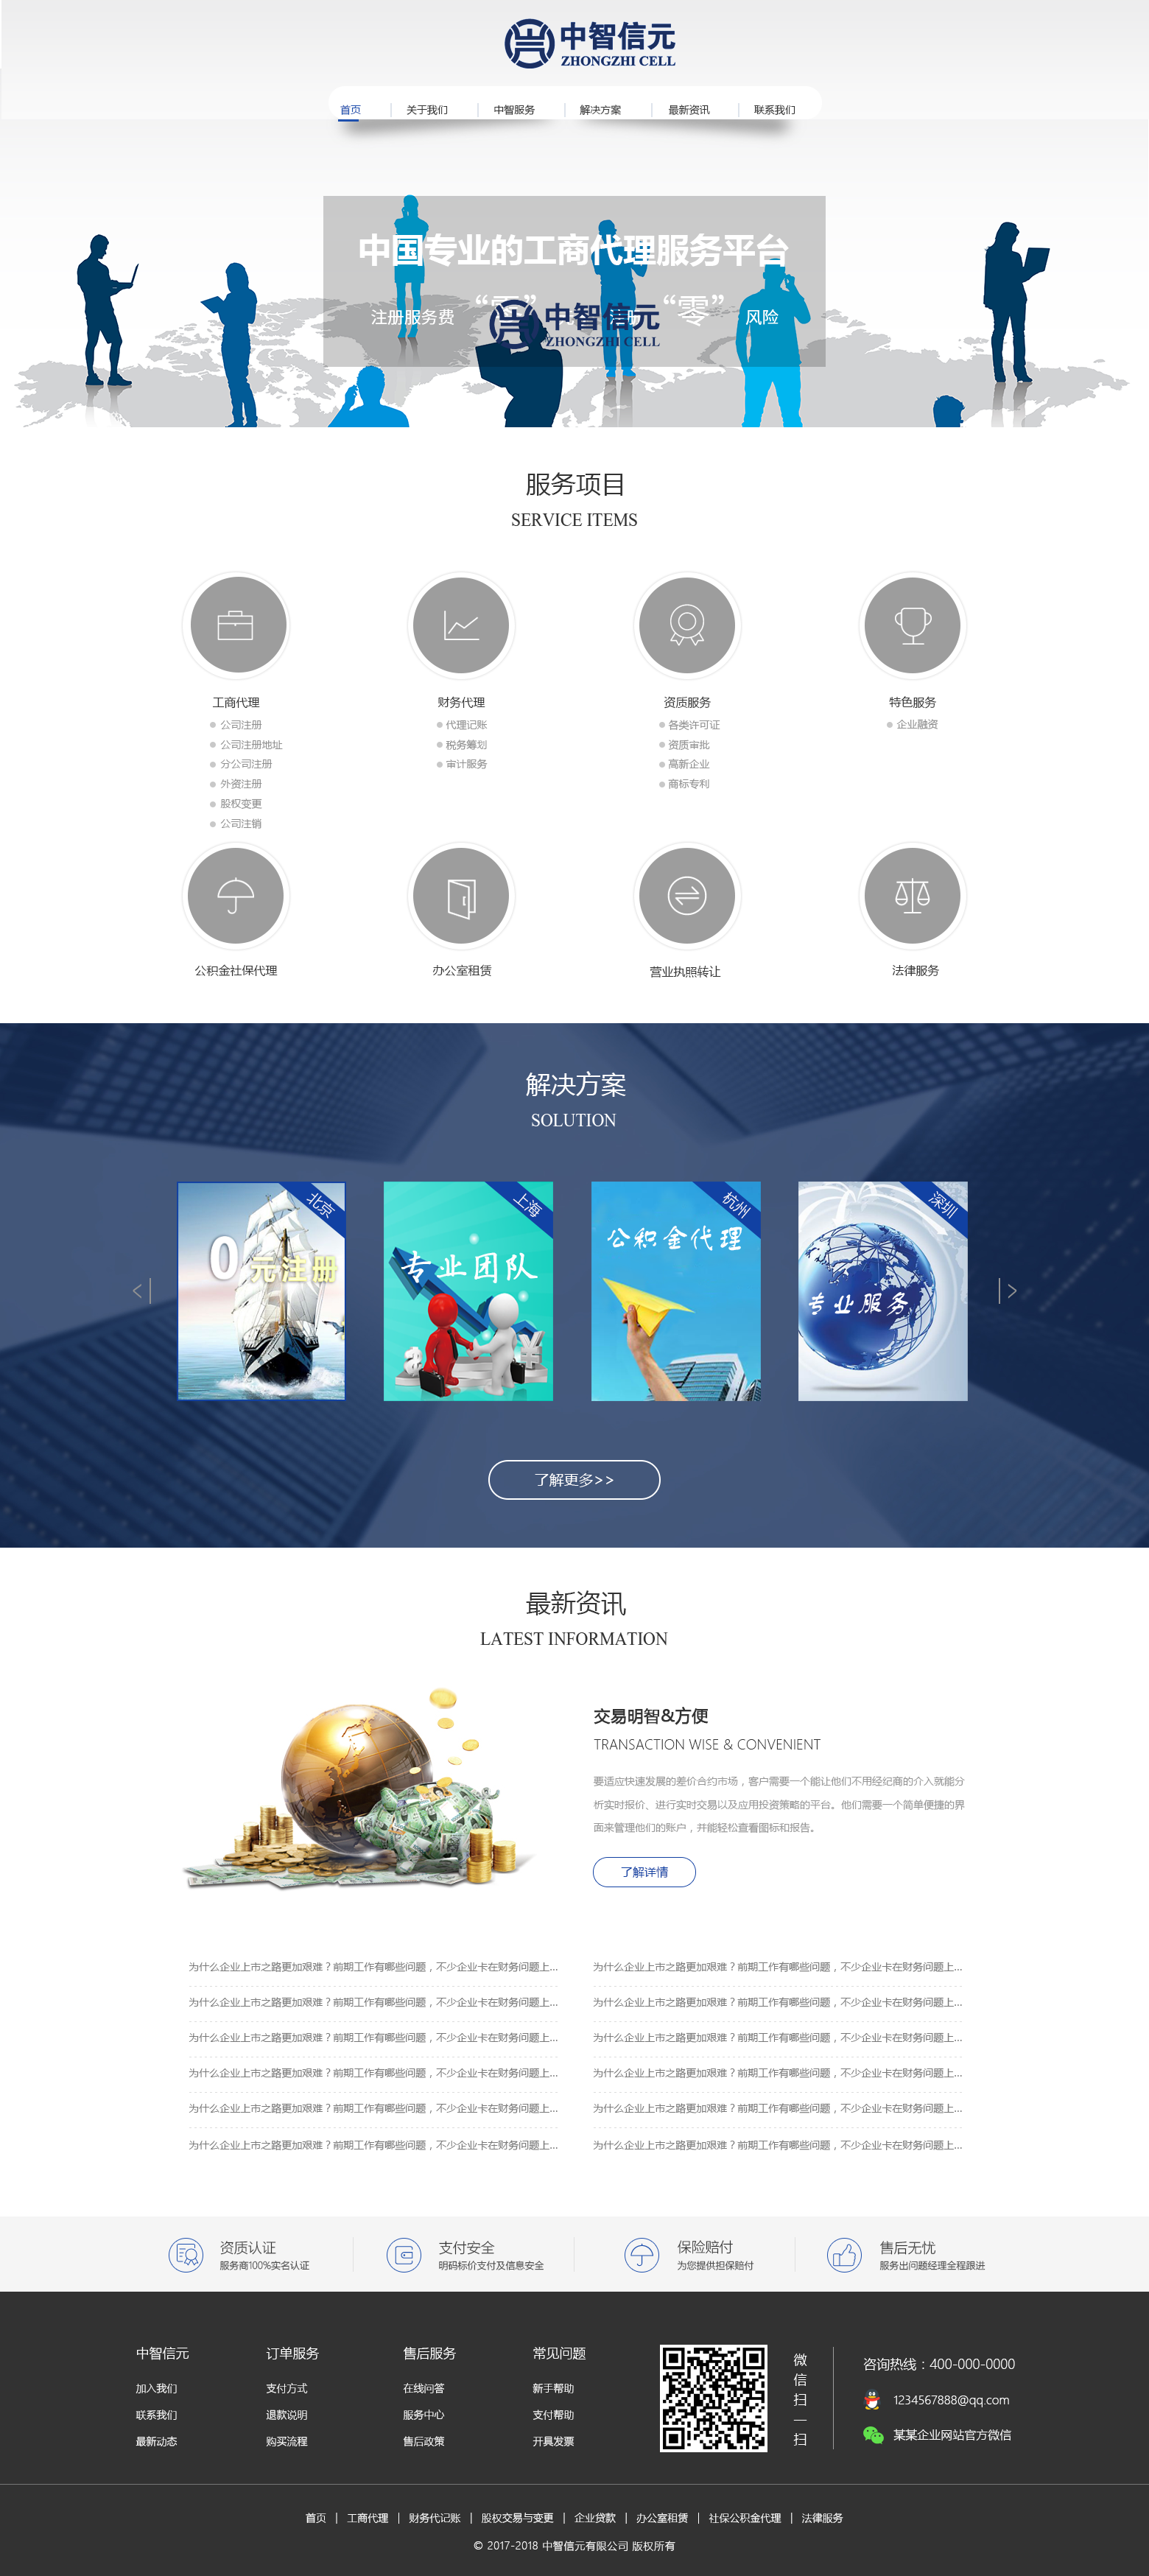 中智信元
ZHONGZHI CELL
首页 关于我们 中智服务 解决方案 最新资讯 联系我们
中国专业的工商代理服务平台
注册服务费 “零” 注册 “零” 风险
中智信元
ZHONGZHI CELL
服务项目
SERVICE ITEMS
工商代理
公司注册
公司注册地址
分公司注册
外资注册
股权变更
公司注销
财务代理
代理记账
税务筹划
审计服务
资质服务
各类许可证
资质审批
高新企业
商标专利
特色服务
企业融资
公积金社保代理
办公室租赁
营业执照转让
法律服务
解决方案
SOLUTION
北京
0元注册
上海
专业团队
杭州
公积金代理
深圳
专业服务
了解更多>>
最新资讯
LATEST INFORMATION
交易明智&方便
TRANSACTION WISE & CONVENIENT
要适应快速发展的差价合约市场，客户需要一个能让他们不用经纪商的介入就能分
析实时报价、进行实时交易以及应用投资策略的平台。他们需要一个简单便捷的界
面来管理他们的账户，并能轻松查看图标和报告。
了解详情
为什么企业上市之路更加艰难？前期工作有哪些问题，不少企业卡在财务问题上...
为什么企业上市之路更加艰难？前期工作有哪些问题，不少企业卡在财务问题上...
为什么企业上市之路更加艰难？前期工作有哪些问题，不少企业卡在财务问题上...
为什么企业上市之路更加艰难？前期工作有哪些问题，不少企业卡在财务问题上...
为什么企业上市之路更加艰难？前期工作有哪些问题，不少企业卡在财务问题上...
为什么企业上市之路更加艰难？前期工作有哪些问题，不少企业卡在财务问题上...
为什么企业上市之路更加艰难？前期工作有哪些问题，不少企业卡在财务问题上...
为什么企业上市之路更加艰难？前期工作有哪些问题，不少企业卡在财务问题上...
为什么企业上市之路更加艰难？前期工作有哪些问题，不少企业卡在财务问题上...
为什么企业上市之路更加艰难？前期工作有哪些问题，不少企业卡在财务问题上...
为什么企业上市之路更加艰难？前期工作有哪些问题，不少企业卡在财务问题上...
为什么企业上市之路更加艰难？前期工作有哪些问题，不少企业卡在财务问题上...
资质认证
服务商100%实名认证
支付安全
明码标价支付及信息安全
保险赔付
为您提供担保赔付
售后无忧
服务出问题经理全程跟进
中智信元
加入我们
联系我们
最新动态
订单服务
支付方式
退款说明
购买流程
售后服务
在线问答
服务中心
售后政策
常见问题
新手帮助
支付帮助
开具发票
微信扫一扫
咨询热线：400-000-0000
1234567888@qq.com
某某企业网站官方微信
首页 | 工商代理 | 财务代记账 | 股权交易与变更 | 企业贷款 | 办公室租赁 | 社保公积金代理 | 法律服务
© 2017-2018 中智信元有限公司 版权所有